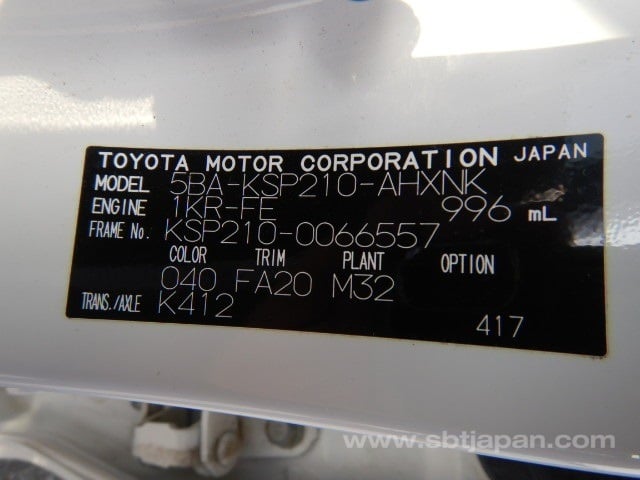 TOYOTA MOTOR CORPORATION JAPAN
MODEL 5BA-KSP210-AHXNK
ENGINE 1KR-FE 996 mL
FRAME No. KSP210-0066557
COLOR TRIM PLANT OPTION
040 FA20 M32
TRANS./AXLE K412
417
www.sbtjapan.com